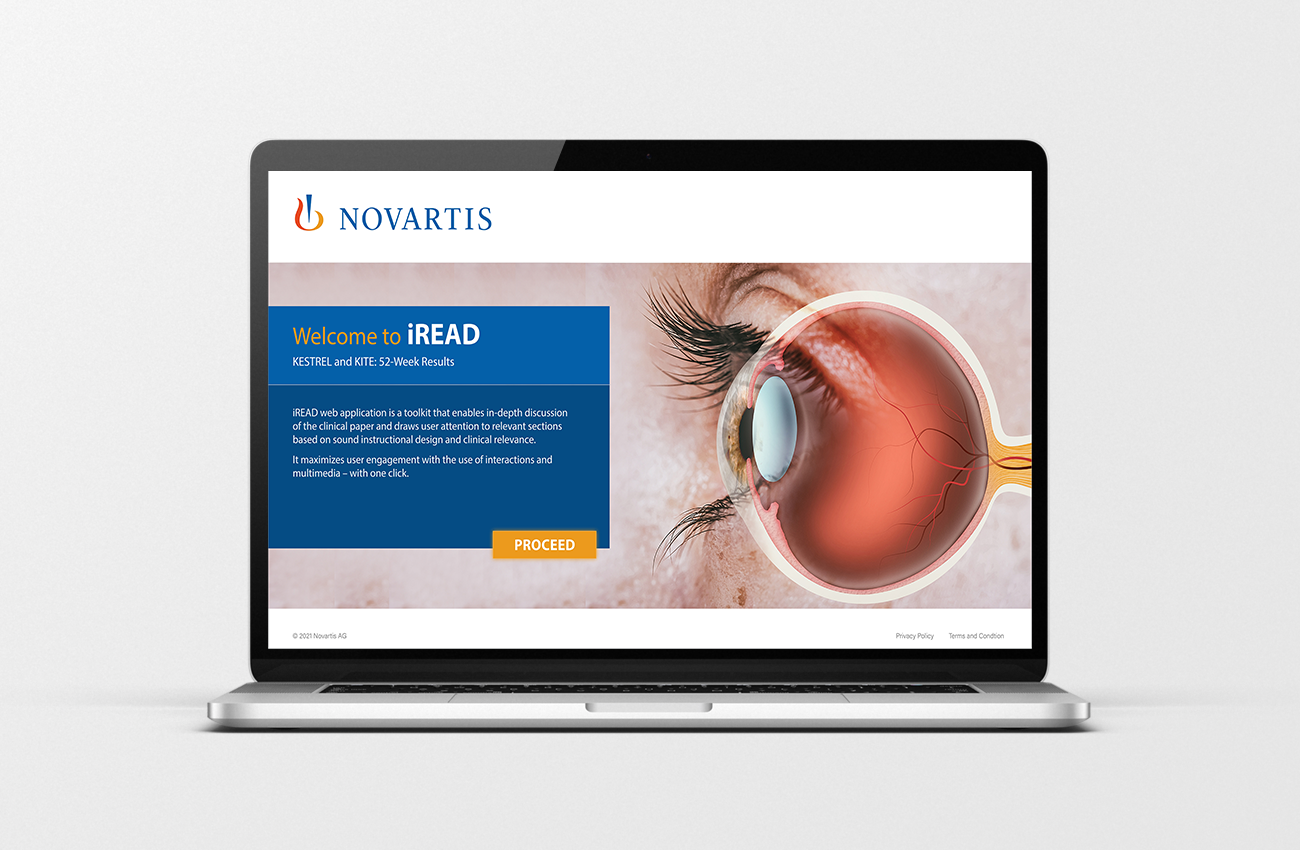 NOVARTIS
Welcome to iREAD
KESTREL and KITE: 52-Week Results
iREAD web application is a toolkit that enables in-depth discussion
of the clinical paper and draws user attention to relevant sections
based on sound instructional design and clinical relevance.
It maximizes user engagement with the use of interactions and
multimedia – with one click.
PROCEED
© 2021 Novartis AG
Privacy Policy
Terms and Condtion